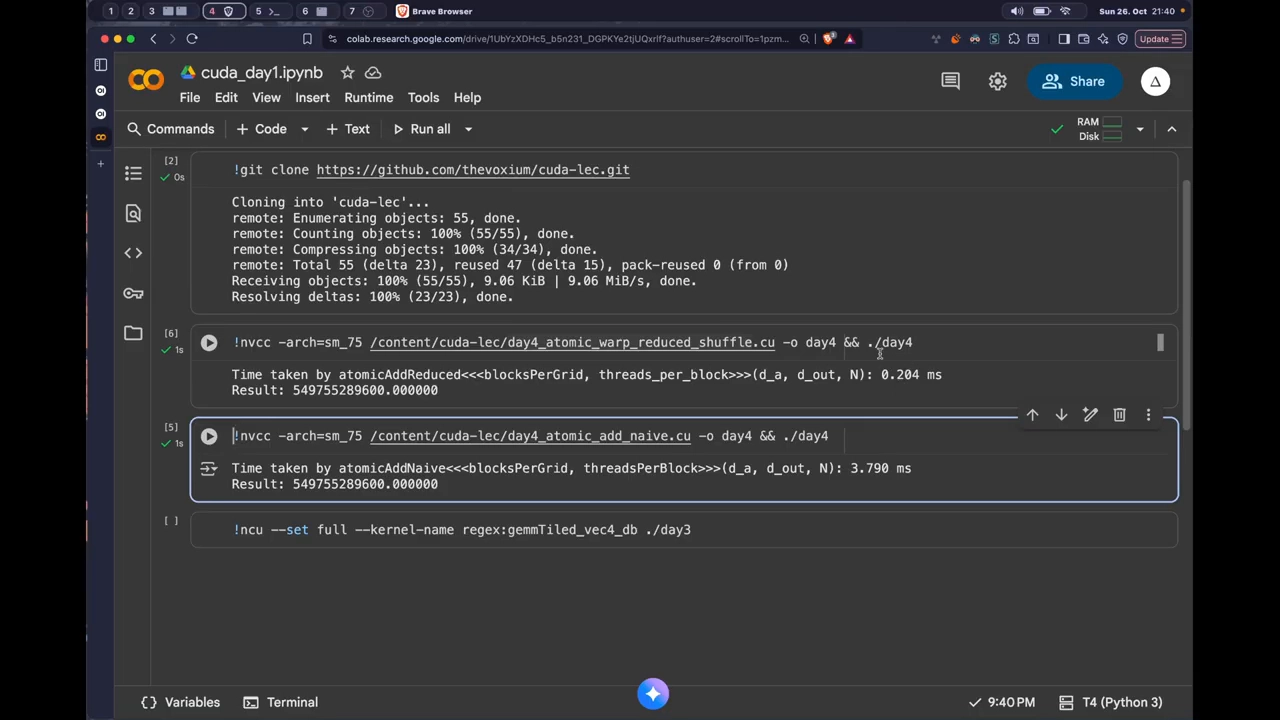 1 2 3 4 5 6 7 Brave Browser Sun 26. Oct 21:40
colab.research.google.com/drive/1UbYzXDHc5_b5n231_DGPKYe2tjUQxrlf?authuser=2#scrollTo=1pzm... Update
cuda_day1.ipynb
File Edit View Insert Runtime Tools Help
Share
Commands + Code + Text Run all
RAM
Disk
[2]
0s
!git clone https://github.com/thevoxium/cuda-lec.git
Cloning into 'cuda-lec'...
remote: Enumerating objects: 55, done.
remote: Counting objects: 100% (55/55), done.
remote: Compressing objects: 100% (34/34), done.
remote: Total 55 (delta 23), reused 47 (delta 15), pack-reused 0 (from 0)
Receiving objects: 100% (55/55), 9.06 KiB | 9.06 MiB/s, done.
Resolving deltas: 100% (23/23), done.
[6]
1s
!nvcc -arch=sm_75 /content/cuda-lec/day4_atomic_warp_reduced_shuffle.cu -o day4 && ./day4
Time taken by atomicAddReduced<<<blocksPerGrid, threads_per_block>>>(d_a, d_out, N): 0.204 ms
Result: 549755289600.000000
[5]
1s
!nvcc -arch=sm_75 /content/cuda-lec/day4_atomic_add_naive.cu -o day4 && ./day4
Time taken by atomicAddNaive<<<blocksPerGrid, threadsPerBlock>>>(d_a, d_out, N): 3.790 ms
Result: 549755289600.000000
[ ]
!ncu --set full --kernel-name regex:gemmTiled_vec4_db ./day3
Variables Terminal 9:40 PM T4 (Python 3)